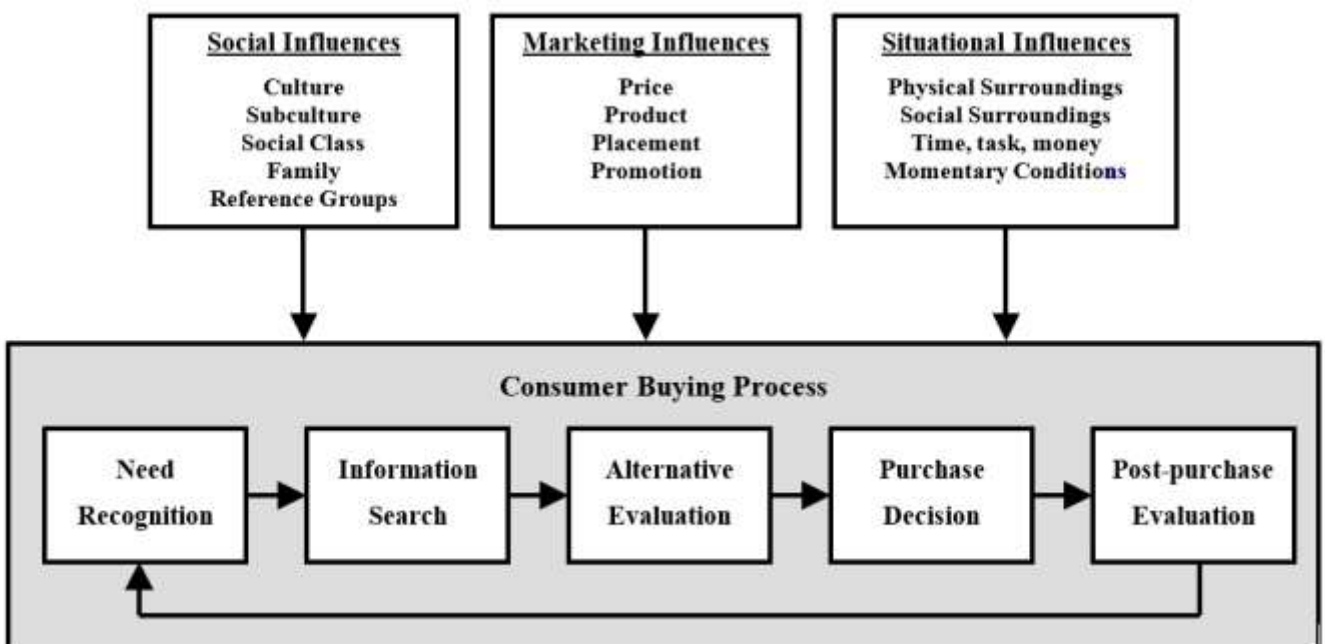 Social Influences
Culture
Subculture
Social Class
Family
Reference Groups
Marketing Influences
Price
Product
Placement
Promotion
Situational Influences
Physical Surroundings
Social Surroundings
Time, task, money
Momentary Conditions
Consumer Buying Process
Need
Recognition
Information
Search
Alternative
Evaluation
Purchase
Decision
Post-purchase
Evaluation